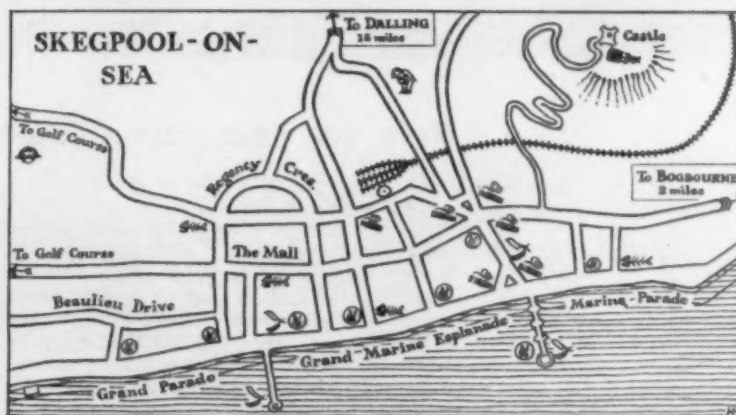 SKEGPOOL-ON-
SEA
To DALLING
15 miles
Castle
To Golf Course
Regency Cres.
To BOGBOURNE
2 miles
The Mall
To Golf Course
Beaulieu Drive
Marine Parade
Grand Marine Esplanade
Grand Parade